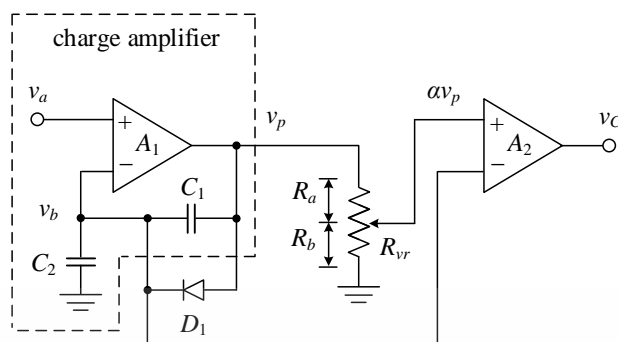 charge amplifier
v_a
+
A_1
−
v_p
αv_p
+
A_2
−
v_C
C_1
R_a
v_b
R_b
R_vr
C_2
D_1